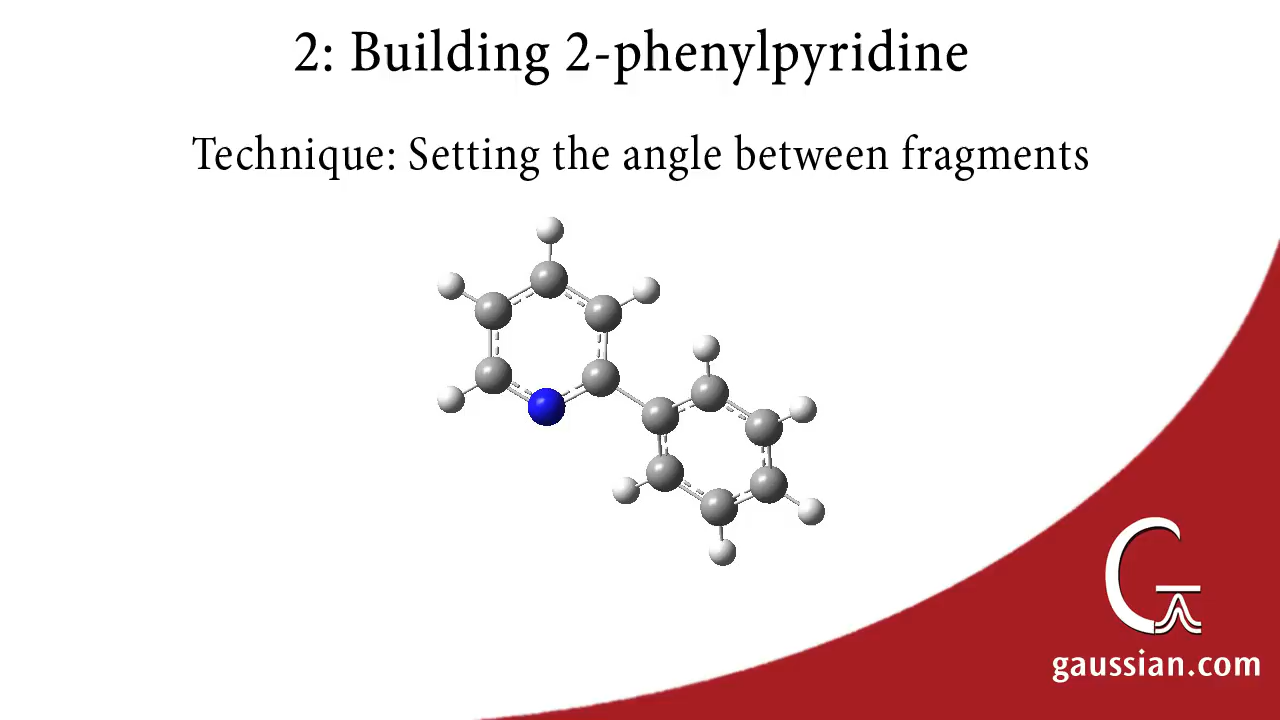 2: Building 2-phenylpyridine
Technique: Setting the angle between fragments
G
gaussian.com